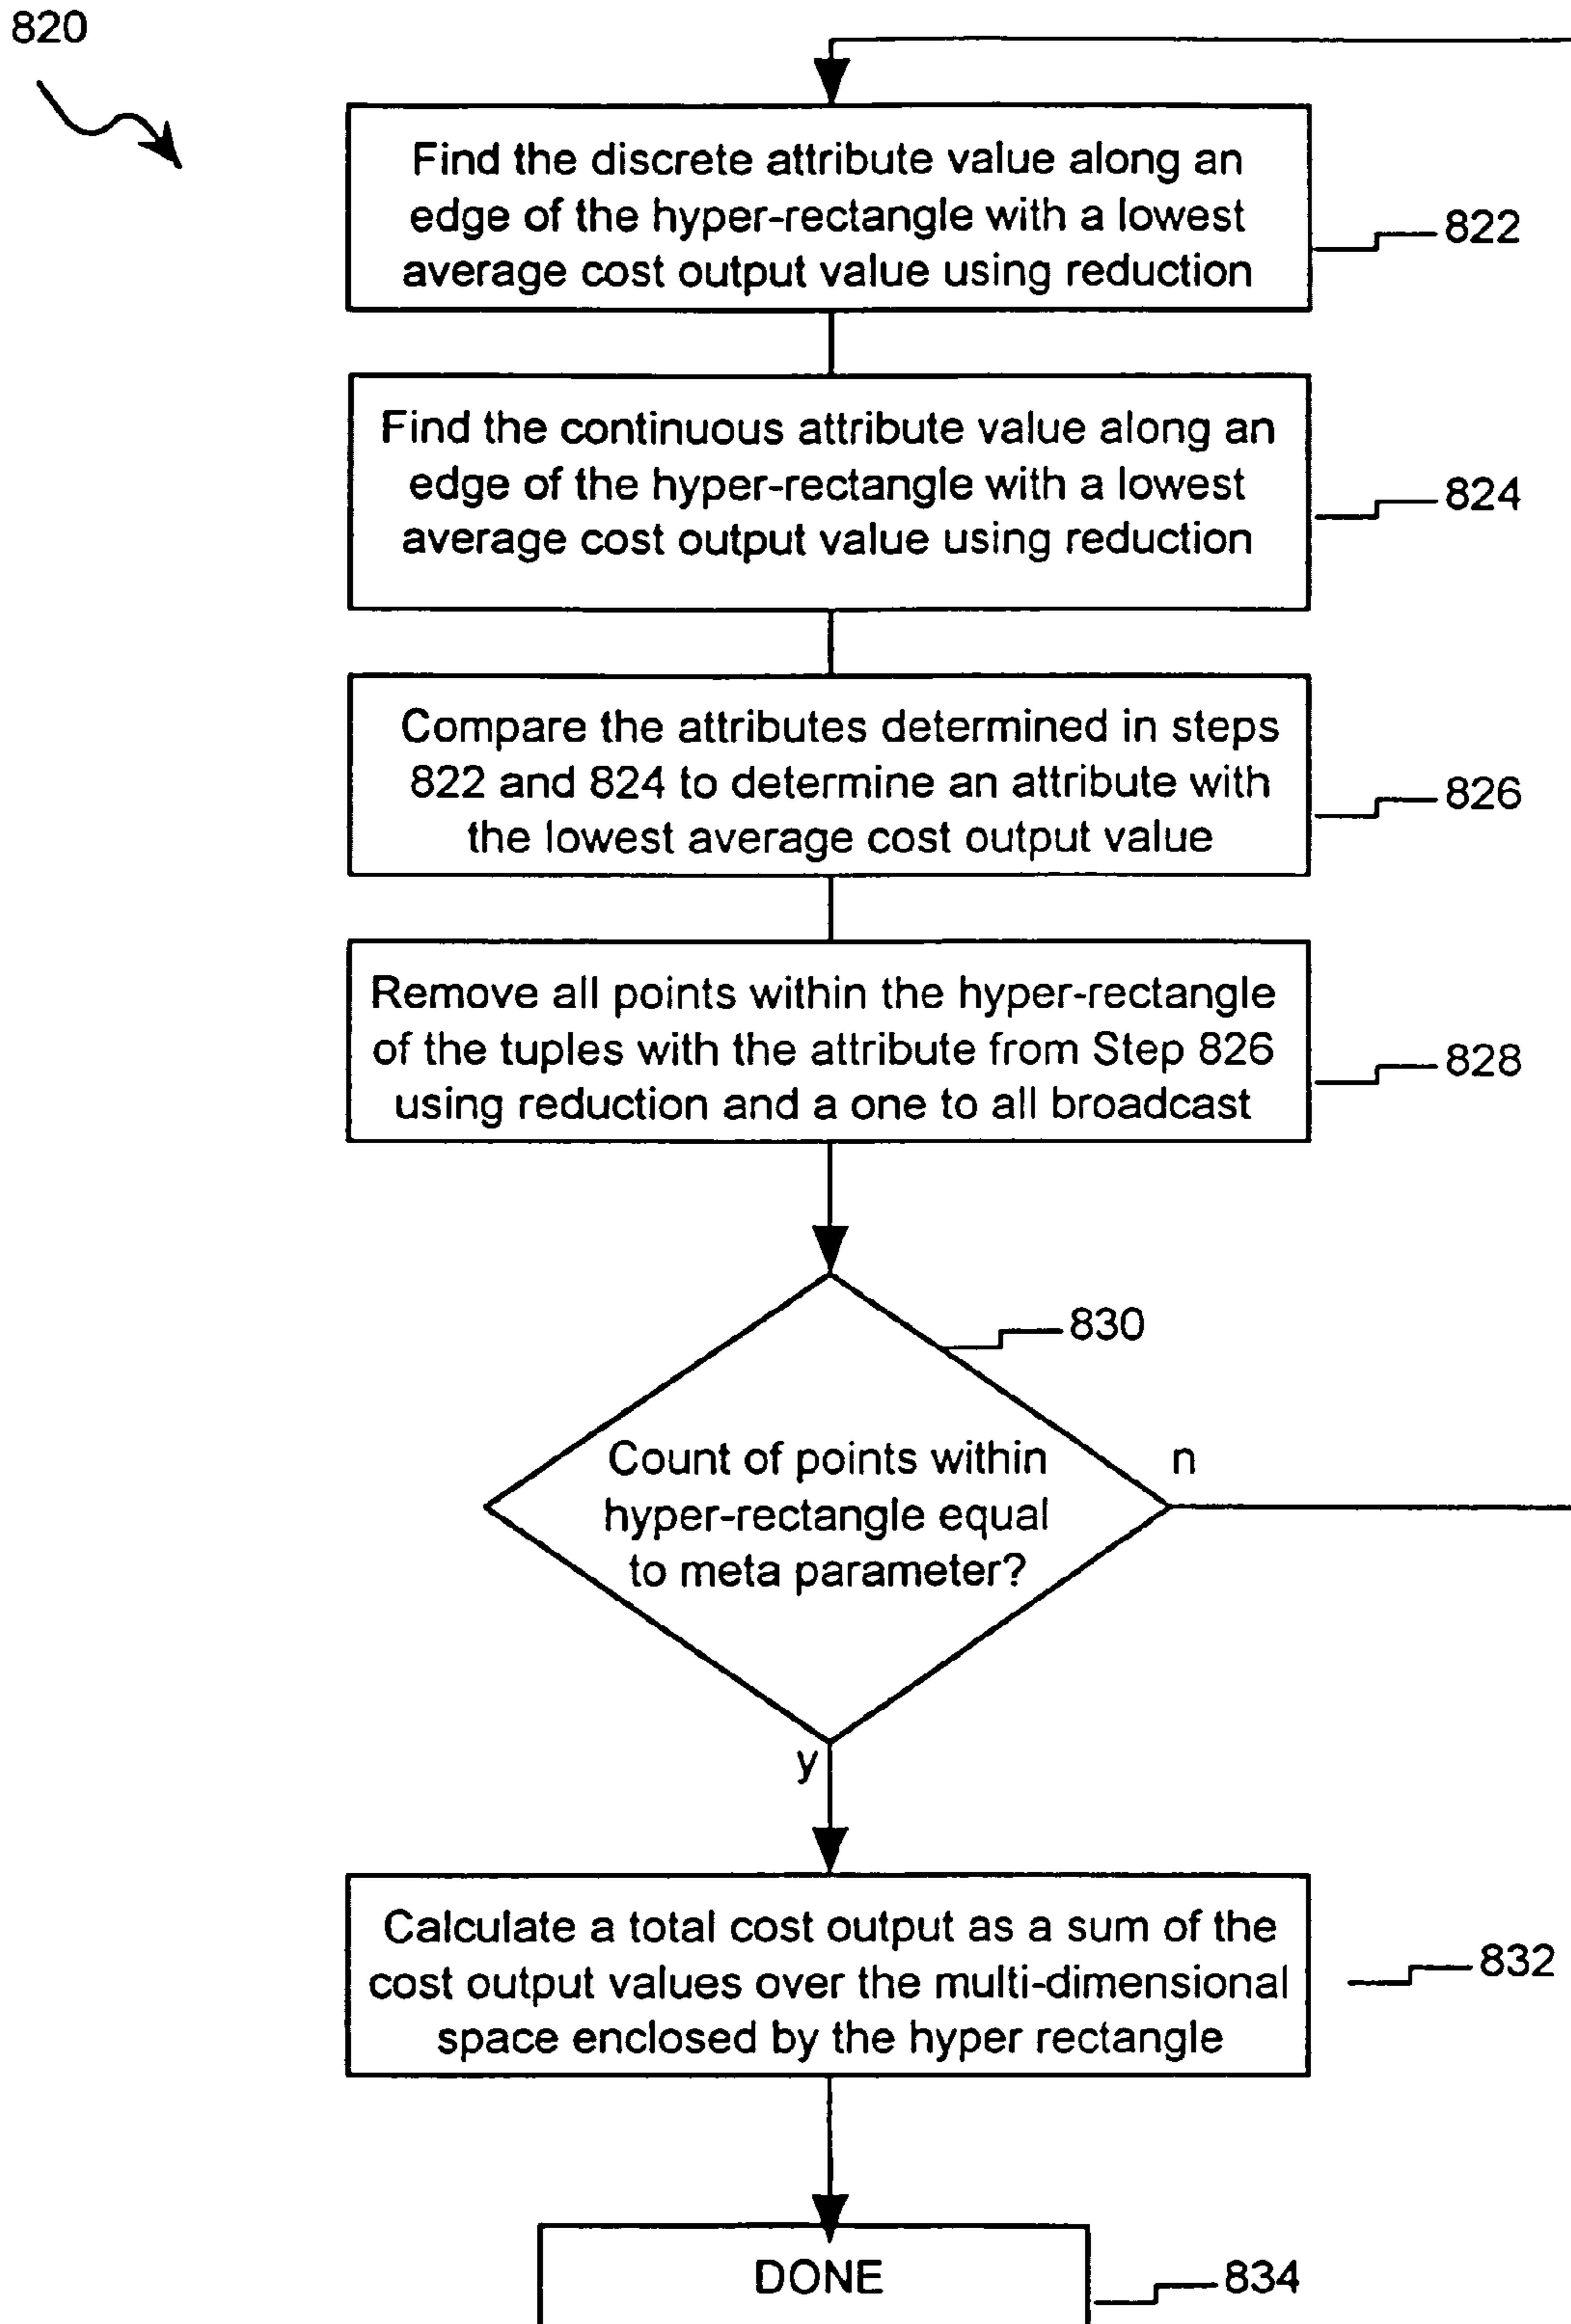 820
Find the discrete attribute value along an
edge of the hyper-rectangle with a lowest
average cost output value using reduction
822
Find the continuous attribute value along an
edge of the hyper-rectangle with a lowest
average cost output value using reduction
824
Compare the attributes determined in steps
822 and 824 to determine an attribute with
the lowest average cost output value
826
Remove all points within the hyper-rectangle
of the tuples with the attribute from Step 826
using reduction and a one to all broadcast
828
830
Count of points within
hyper-rectangle equal
to meta parameter?
n
y
Calculate a total cost output as a sum of the
cost output values over the multi-dimensional
space enclosed by the hyper rectangle
832
DONE
834